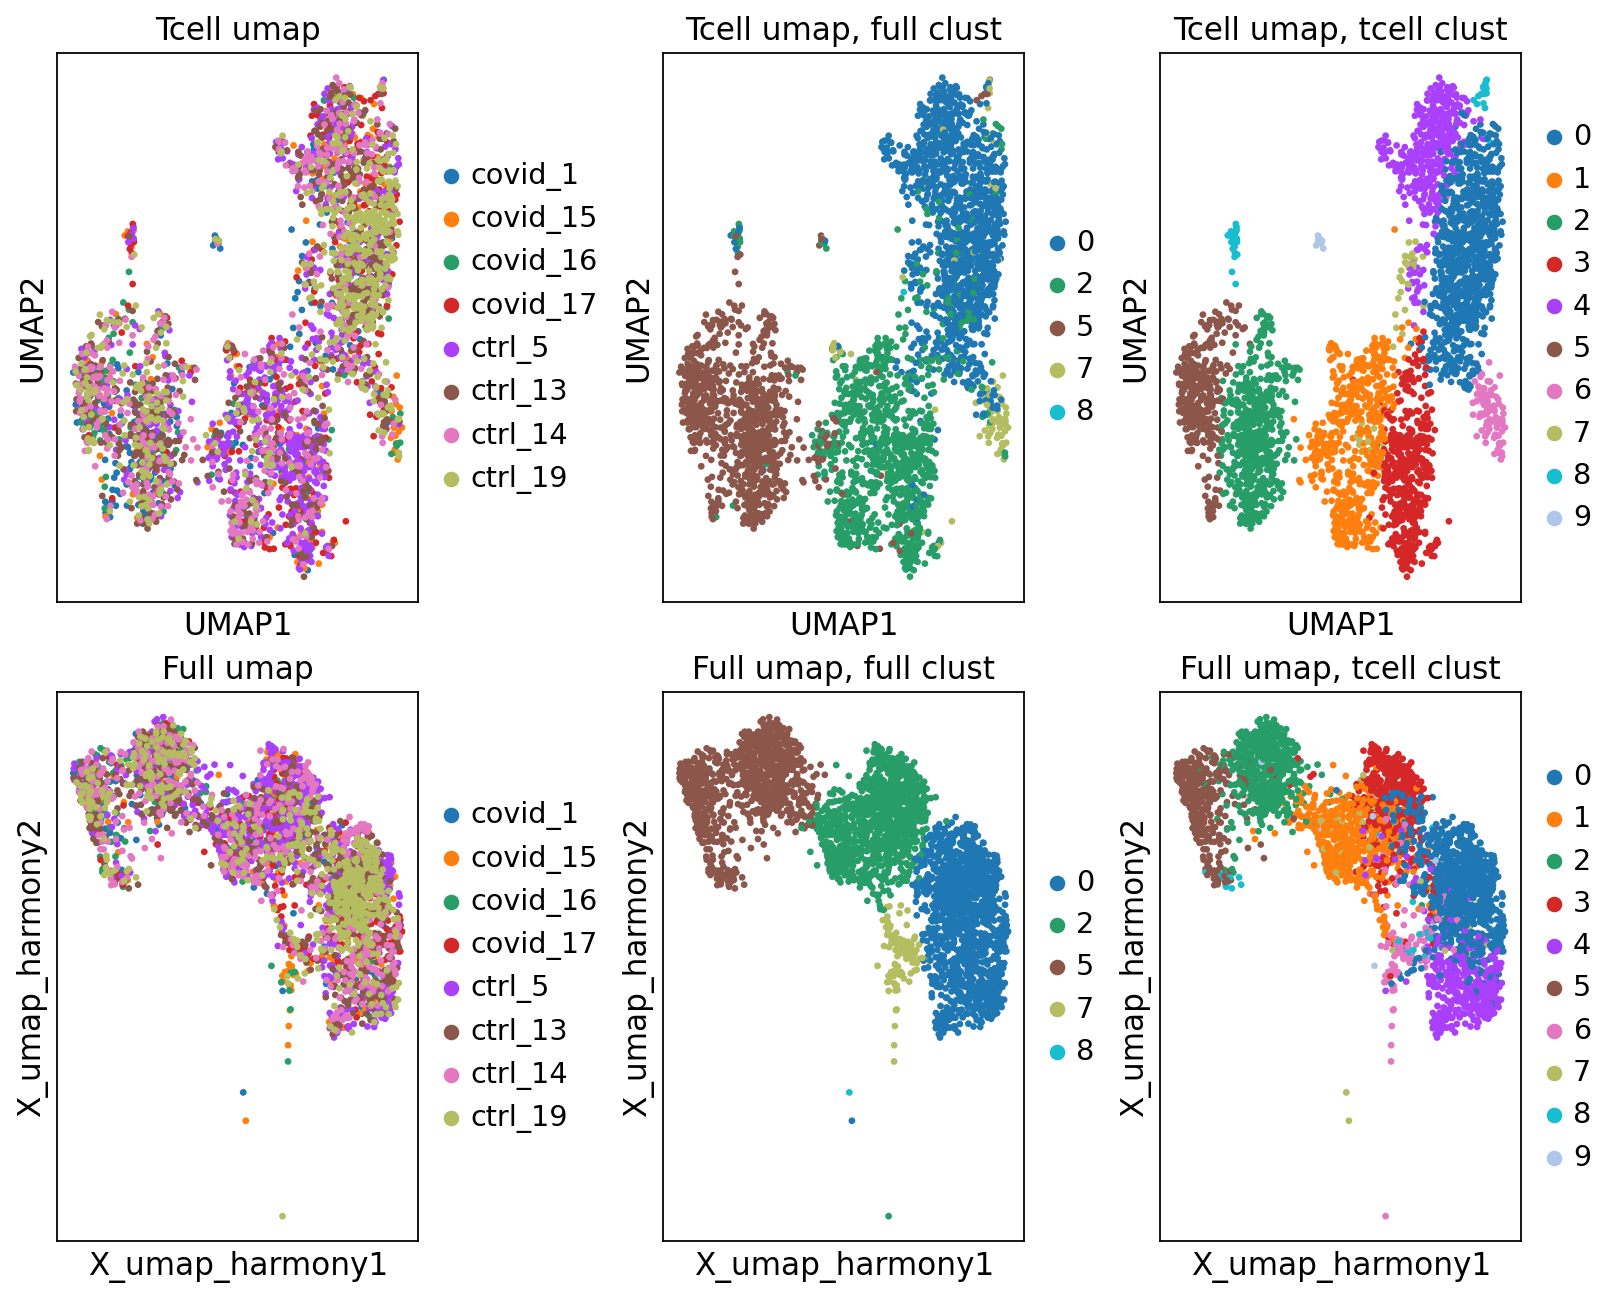 Tcell umap
UMAP2
UMAP1
covid_1
covid_15
covid_16
covid_17
ctrl_5
ctrl_13
ctrl_14
ctrl_19
Tcell umap, full clust
UMAP2
UMAP1
0
2
5
7
8
Tcell umap, tcell clust
UMAP2
UMAP1
0
1
2
3
4
5
6
7
8
9
Full umap
X_umap_harmony2
X_umap_harmony1
covid_1
covid_15
covid_16
covid_17
ctrl_5
ctrl_13
ctrl_14
ctrl_19
Full umap, full clust
X_umap_harmony2
X_umap_harmony1
0
2
5
7
8
Full umap, tcell clust
X_umap_harmony2
X_umap_harmony1
0
1
2
3
4
5
6
7
8
9